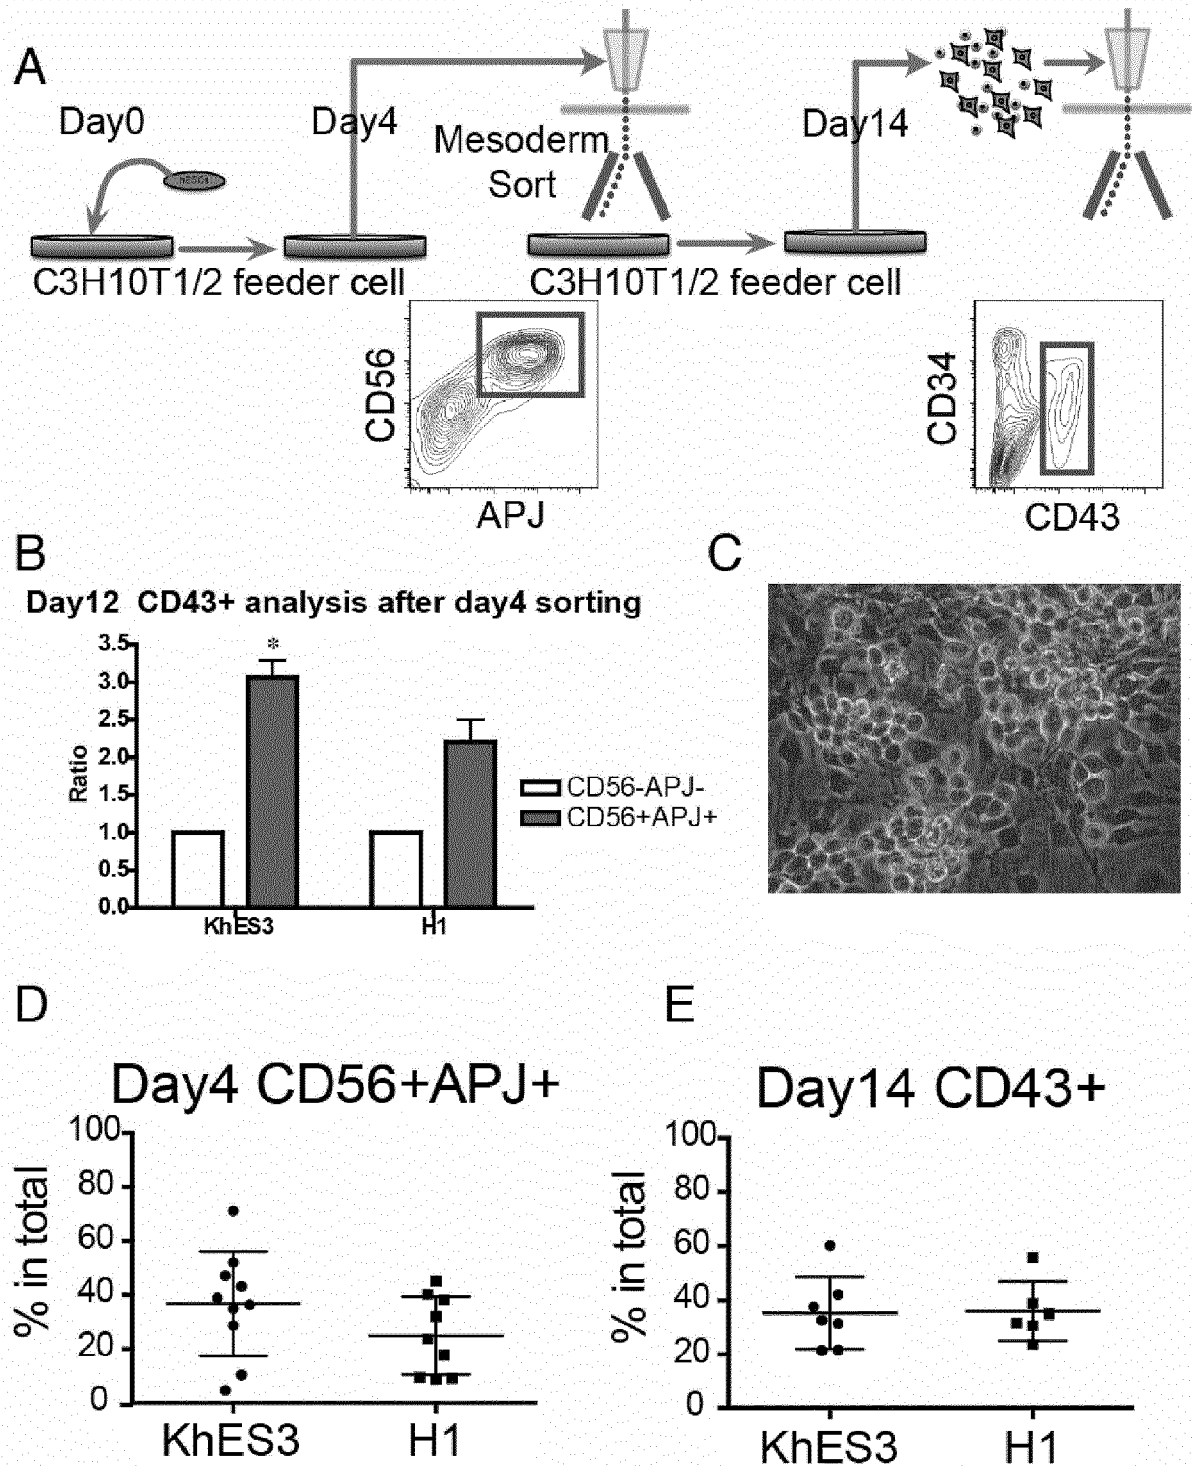 A
Day0
Day4
Mesoderm
Sort
Day14
C3H10T1/2 feeder cell
C3H10T1/2 feeder cell
CD56
APJ
CD34
CD43
B
Day12 CD43+ analysis after day4 sorting
Ratio
3.5
3.0
2.5
2.0
1.5
1.0
0.5
0.0
*
KhES3
H1
CD56-APJ-
CD56+APJ+
C
D
Day4 CD56+APJ+
% in total
100
80
60
40
20
0
KhES3
H1
E
Day14 CD43+
% in total
100
80
60
40
20
0
KhES3
H1